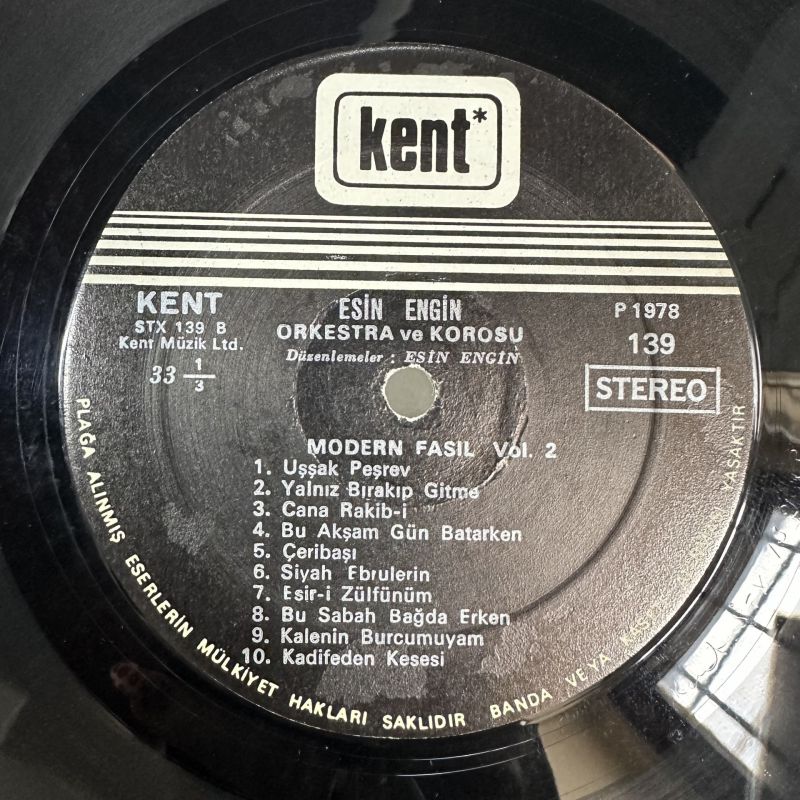 kent*
KENT
STX 139 B
Kent Müzik Ltd.
33 1/3
ESİN ENGİN
ORKESTRA ve KOROSU
Düzenlemeler : ESİN ENGİN
P 1978
139
STEREO
MODERN FASIL Vol. 2
1. Uşşak Peşrev
2. Yalnız Bırakıp Gitme
3. Cana Rakib-i
4. Bu Akşam Gün Batarken
5. Çeribaşı
6. Siyah Ebrulerin
7. Esir-i Zülfünüm
8. Bu Sabah Bağda Erken
9. Kalenin Burcumuyam
10. Kadifeden Kesesi
PLAĞA ALINMIŞ ESERLERİN MÜLKİYET HAKLARI SAKLIDIR BANDA VEYA YASAKTIR